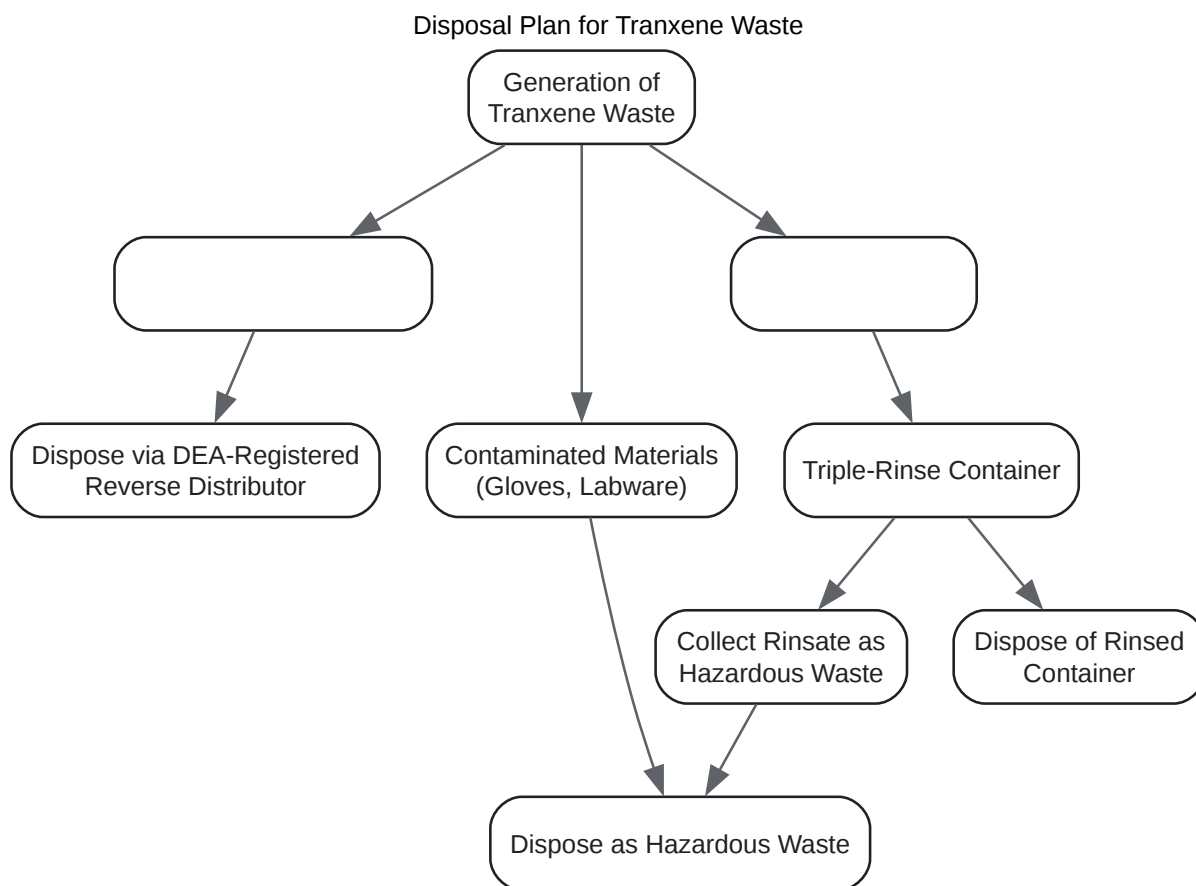 Disposal Plan for Tranxene Waste
Generation of
Tranxene Waste
Dispose via DEA-Registered
Reverse Distributor
Contaminated Materials
(Gloves, Labware)
Triple-Rinse Container
Collect Rinsate as
Hazardous Waste
Dispose of Rinsed
Container
Dispose as Hazardous Waste